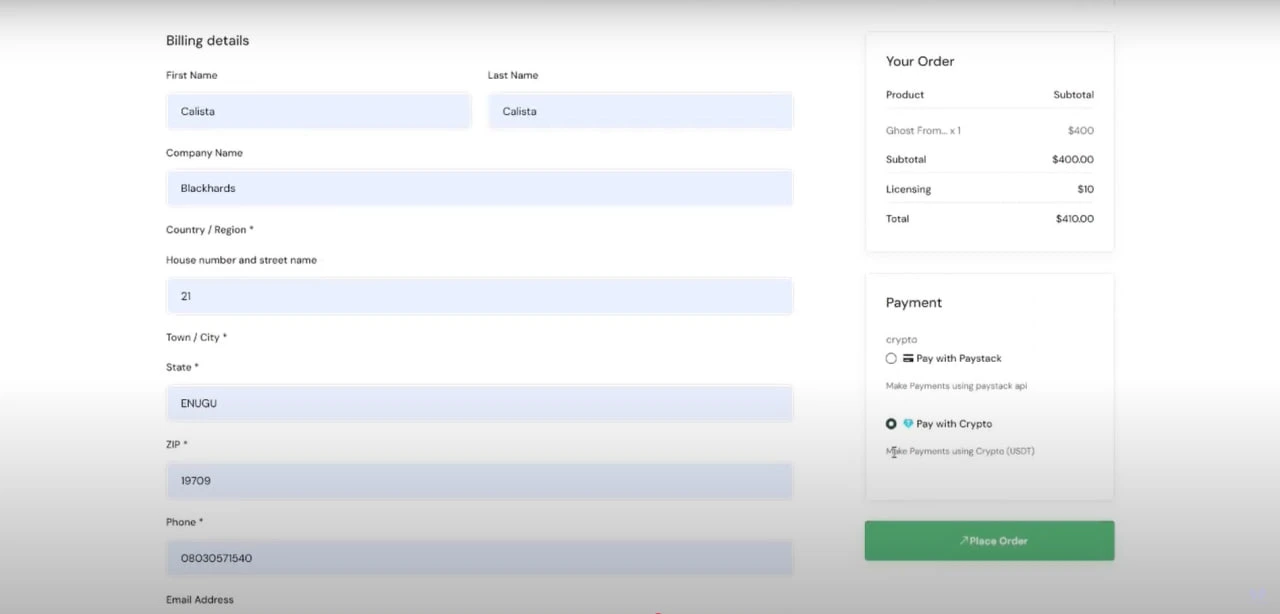 Billing details
First Name
Last Name
Calista
Calista
Company Name
Blackhards
Country / Region *
House number and street name
21
Town / City *
State *
ENUGU
ZIP *
19709
Phone *
08030571540
Email Address
Your Order
Product Subtotal
Ghost From... x 1 $400
Subtotal $400.00
Licensing $10
Total $410.00
Payment
crypto
Pay with Paystack
Make Payments using paystack api
Pay with Crypto
Make Payments using Crypto (USDT)
Place Order